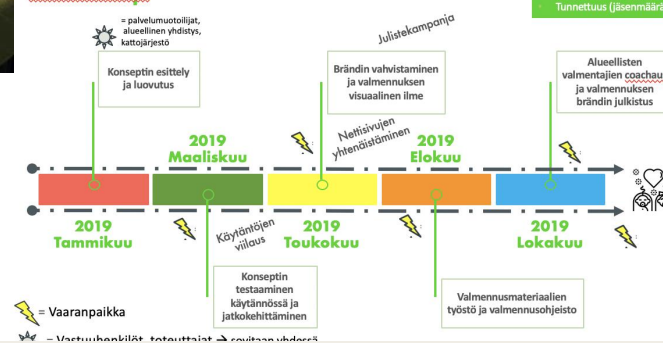 Tunnettuus (jäsenmäärä
= palvelumuotoilijat,
alueellinen yhdistys,
kattojärjestö
Julistekampanja
Konseptin esittely
ja luovutus
Brändin vahvistaminen
ja valmennuksen
visuaalinen ilme
Alueellisten
valmentajien coachau
ja valmennuksen
brändin julkistus
Nettisivujen
yhtenäistäminen
2019
Maaliskuu
2019
Elokuu
2019
Tammikuu
Käytäntöjen
viilaus
2019
Toukokuu
2019
Lokakuu
Konseptin
testaaminen
käytännössä ja
jatkokehittäminen
Valmennusmateriaalien
työstö ja valmennusohjeisto
= Vaaranpaikka
= Vastuuhenkilöt, toteuttajat → sovitaan yhdessä